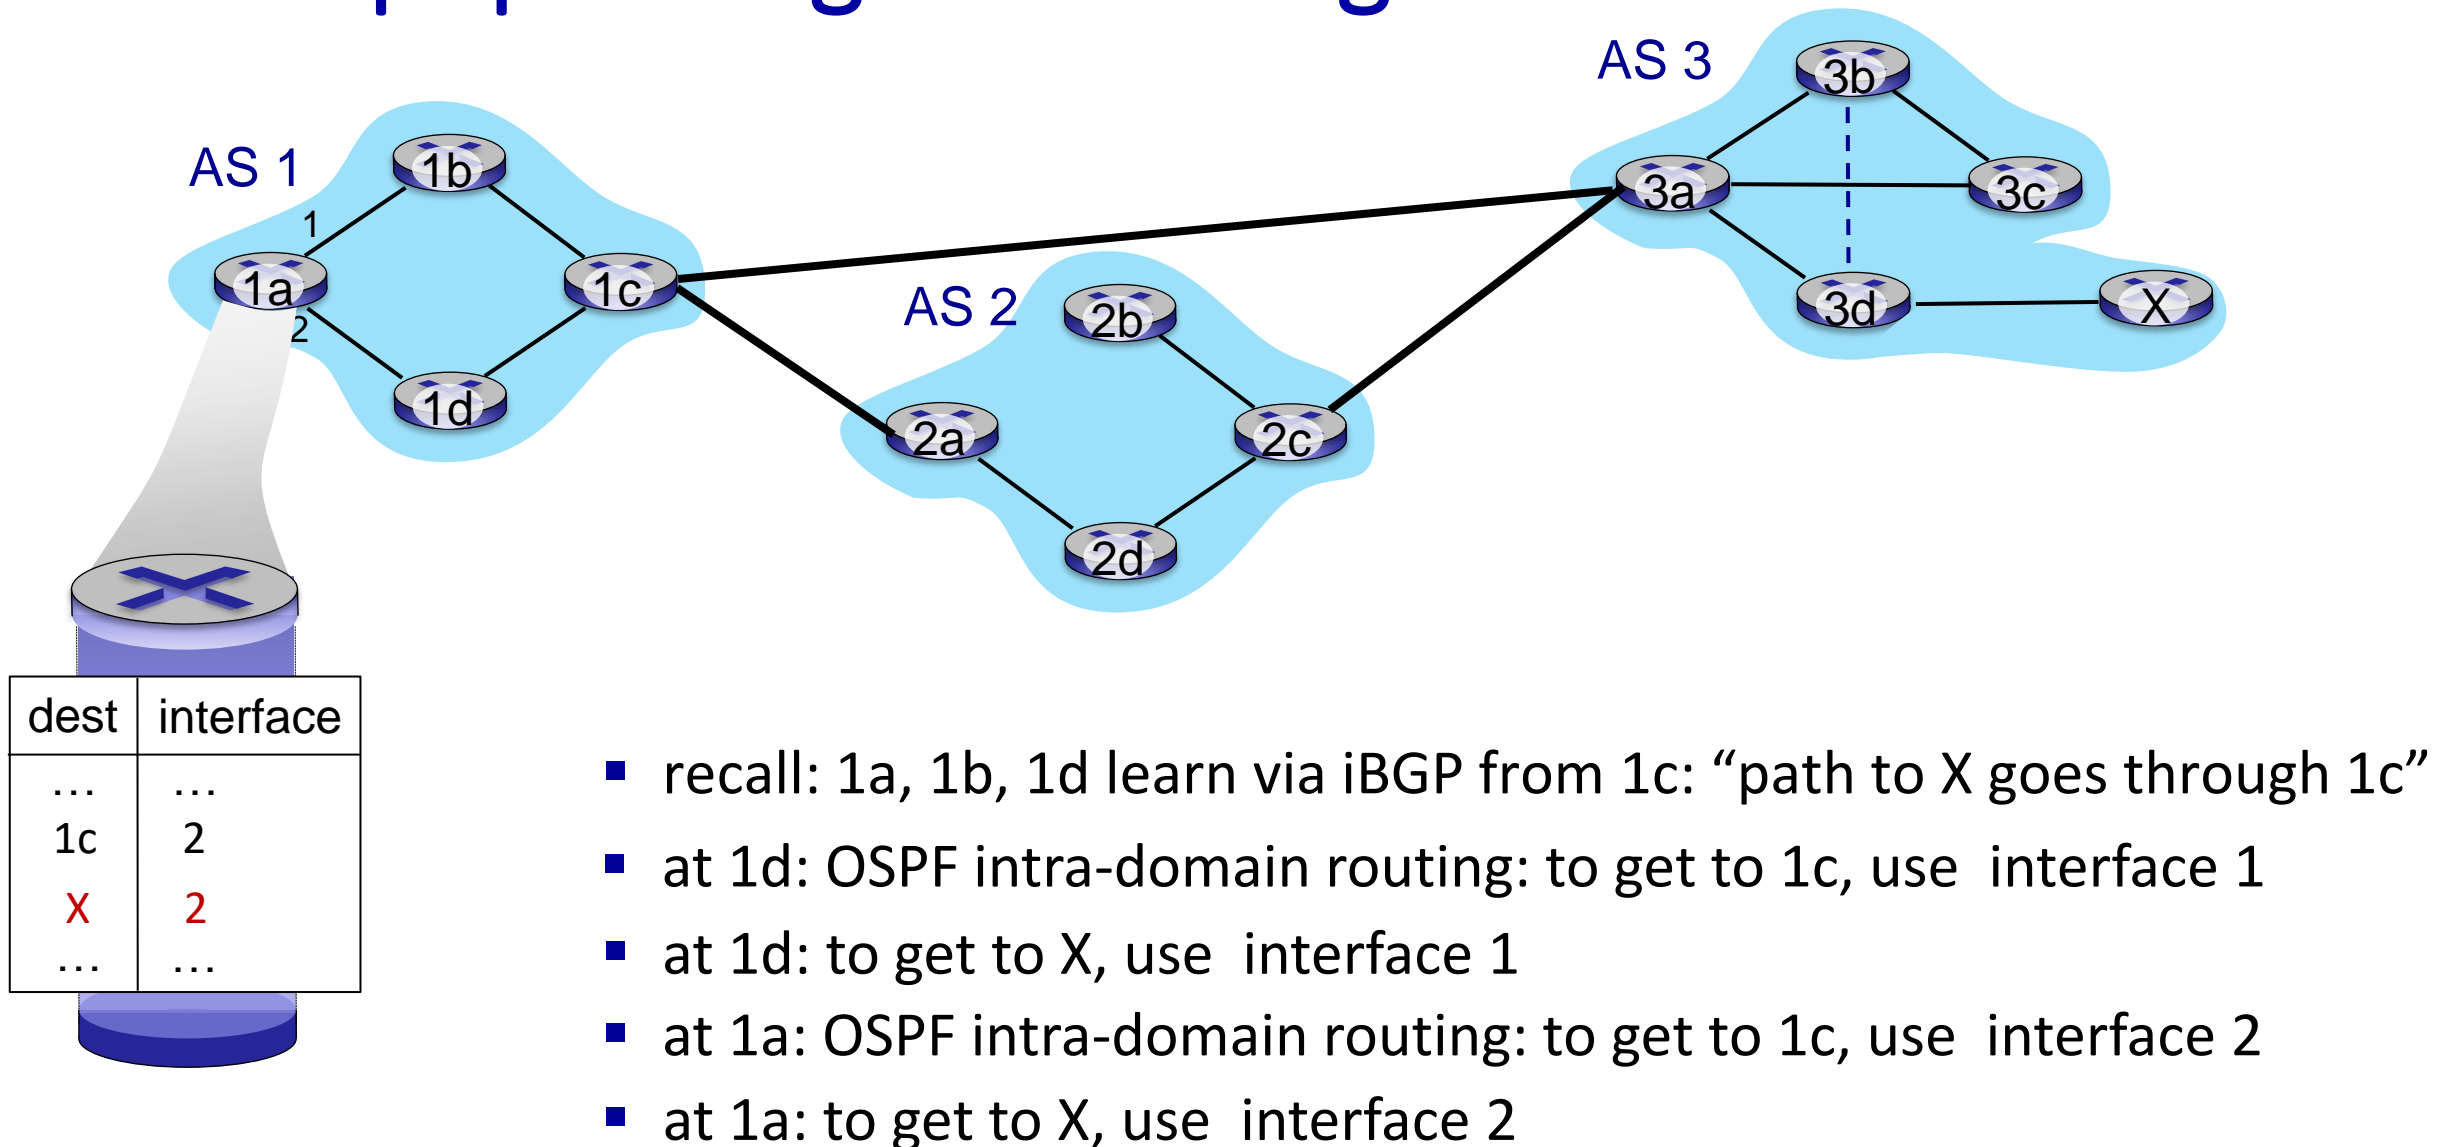 AS 3
3b
AS 1
1b
1
3a
3c
1a
1c
AS 2
2b
3d
X
2
1d
2a
2c
2d
dest interface
... ...
1c 2
X 2
... ...
▪ recall: 1a, 1b, 1d learn via iBGP from 1c: “path to X goes through 1c”
▪ at 1d: OSPF intra-domain routing: to get to 1c, use interface 1
▪ at 1d: to get to X, use interface 1
▪ at 1a: OSPF intra-domain routing: to get to 1c, use interface 2
▪ at 1a: to get to X, use interface 2